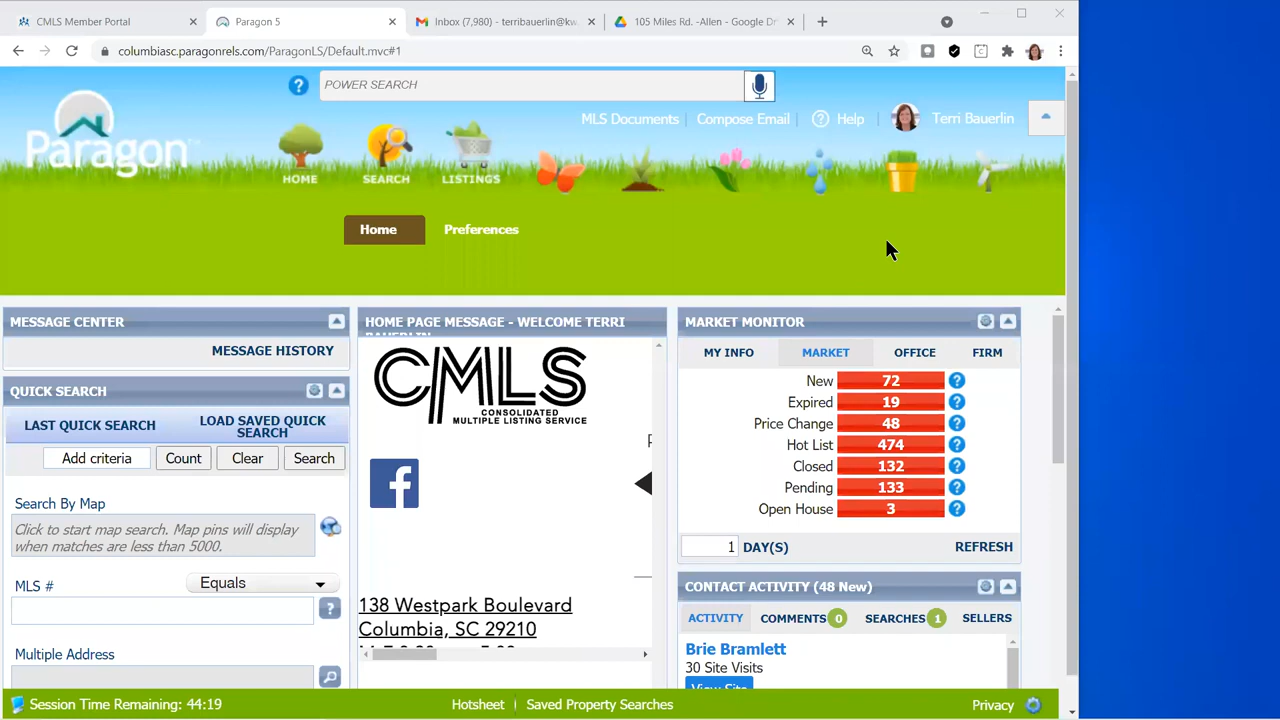 CMLS Member Portal
Paragon 5
Inbox (7,980) - terribauerlin@kw.
105 Miles Rd. -Allen - Google Dr
columbiasc.paragonrels.com/ParagonLS/Default.mvc#1
POWER SEARCH
MLS Documents
Compose Email
Help
Terri Bauerlin
Paragon
HOME
SEARCH
LISTINGS
Home
Preferences
MESSAGE CENTER
MESSAGE HISTORY
QUICK SEARCH
LAST QUICK SEARCH
LOAD SAVED QUICK
SEARCH
Add criteria
Count
Clear
Search
Search By Map
Click to start map search. Map pins will display
when matches are less than 5000.
MLS #
Equals
Multiple Address
HOME PAGE MESSAGE - WELCOME TERRI
BAUERLIN
CMLS
CONSOLIDATED
MULTIPLE LISTING SERVICE
138 Westpark Boulevard
Columbia, SC 29210
MARKET MONITOR
MY INFO
MARKET
OFFICE
FIRM
New 72
Expired 19
Price Change 48
Hot List 474
Closed 132
Pending 133
Open House 3
1 DAY(S)
REFRESH
CONTACT ACTIVITY (48 New)
ACTIVITY
COMMENTS 0
SEARCHES 1
SELLERS
Brie Bramlett
30 Site Visits
View Site
Session Time Remaining: 44:19
Hotsheet
Saved Property Searches
Privacy